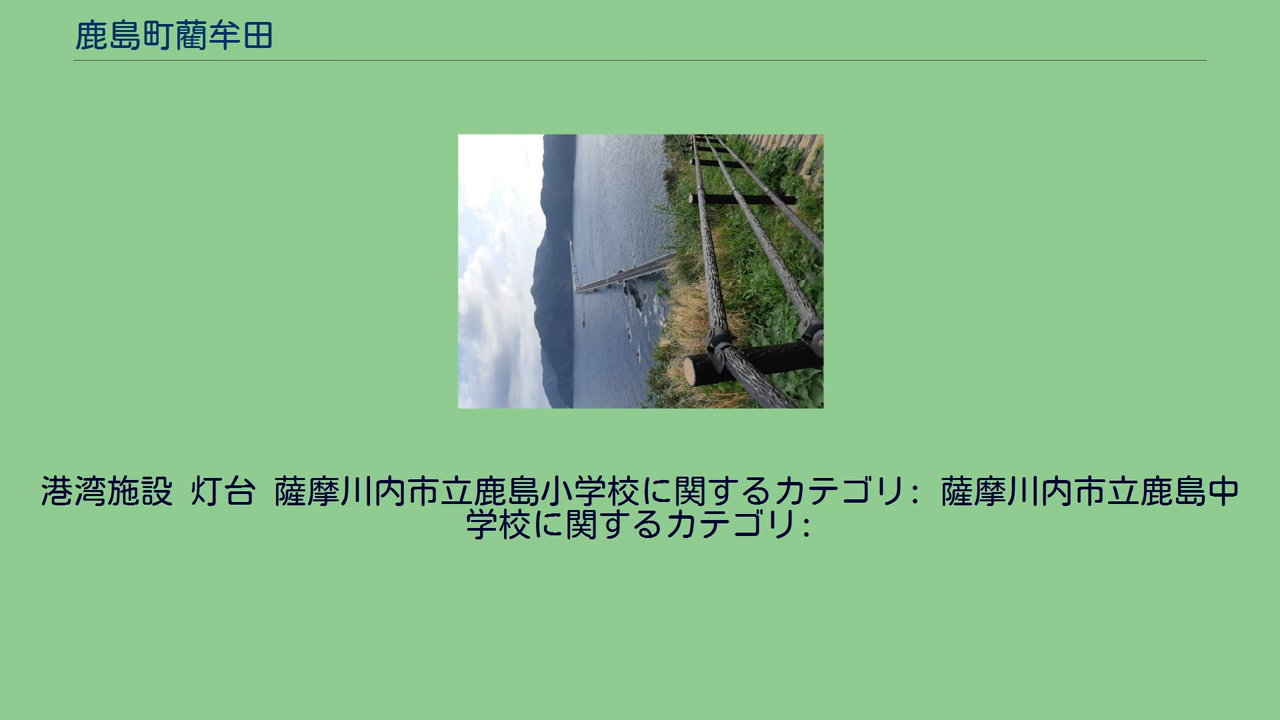 鹿島町藺牟田
港湾施設 灯台 薩摩川内市立鹿島小学校に関するカテゴリ: 薩摩川内市立鹿島中
学校に関するカテゴリ: